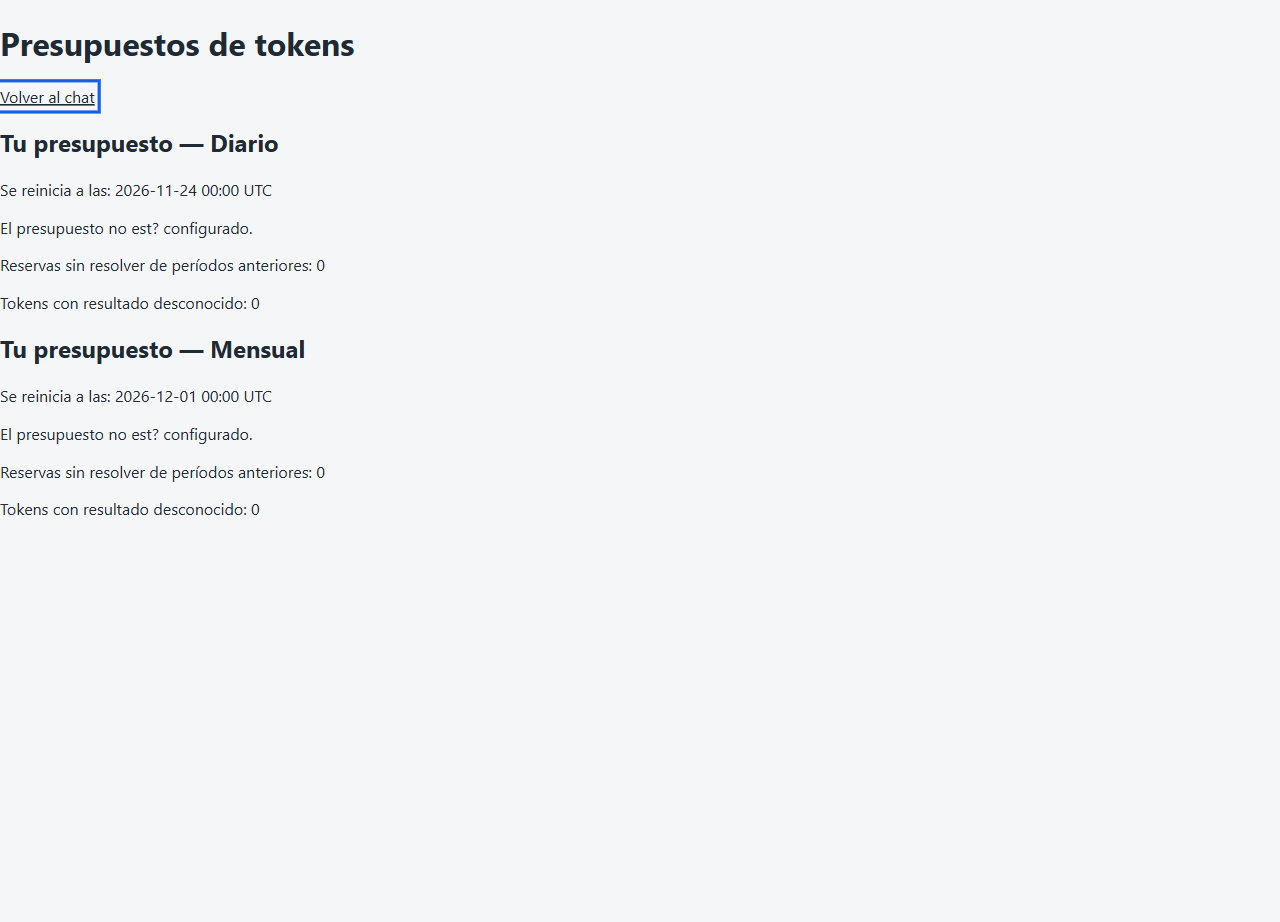 Presupuestos de tokens
Volver al chat
Tu presupuesto — Diario
Se reinicia a las: 2026-11-24 00:00 UTC
El presupuesto no est? configurado.
Reservas sin resolver de períodos anteriores: 0
Tokens con resultado desconocido: 0
Tu presupuesto — Mensual
Se reinicia a las: 2026-12-01 00:00 UTC
El presupuesto no est? configurado.
Reservas sin resolver de períodos anteriores: 0
Tokens con resultado desconocido: 0